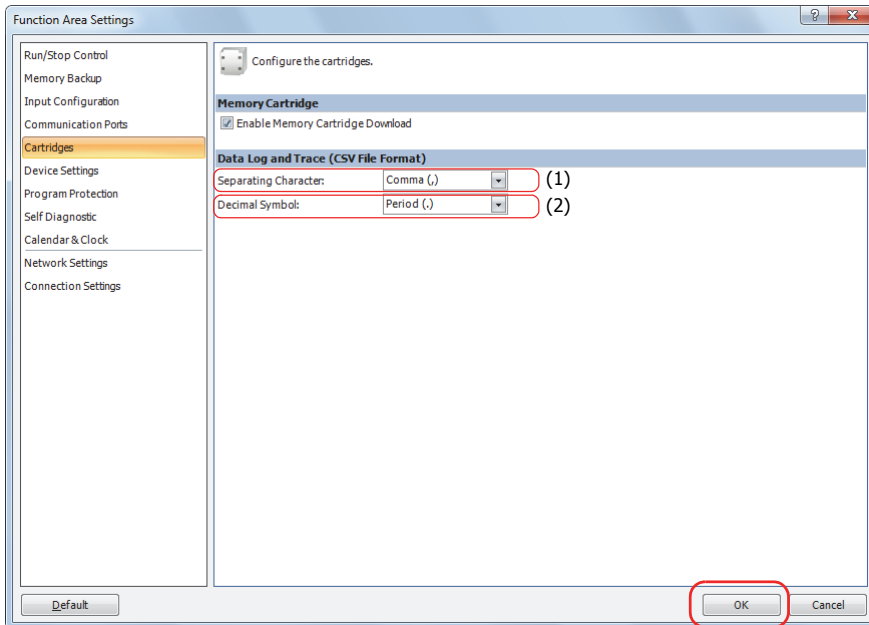 Function Area Settings
Run/Stop Control
Memory Backup
Input Configuration
Communication Ports
Cartridges
Device Settings
Program Protection
Self Diagnostic
Calendar & Clock
Network Settings
Connection Settings
Configure the cartridges.
Memory Cartridge
Enable Memory Cartridge Download
Data Log and Trace (CSV File Format)
Separating Character: Comma (,) (1)
Decimal Symbol: Period (.) (2)
Default OK Cancel